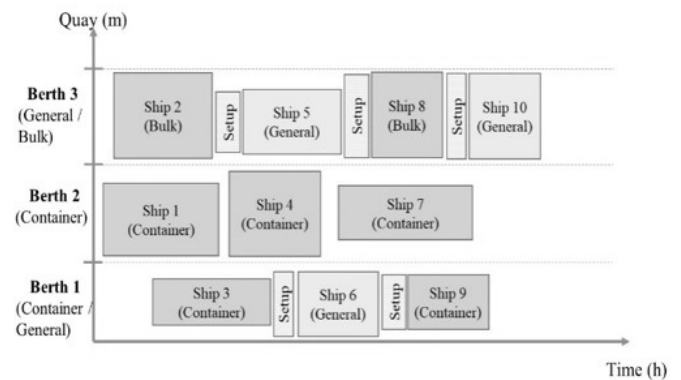 Quay (m)
Berth 3
(General /
Bulk)
Ship 2
(Bulk)
Setup
Ship 5
(General)
Setup
Ship 8
(Bulk)
Setup
Ship 10
(General)
Berth 2
(Container)
Ship 1
(Container)
Ship 4
(Container)
Ship 7
(Container)
Berth 1
(Container /
General)
Ship 3
(Container)
Setup
Ship 6
(General)
Setup
Ship 9
(Container)
Time (h)